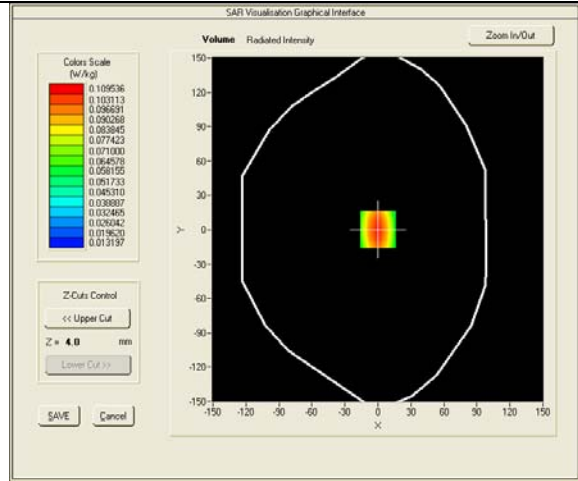 SAR Visualisation Graphical Interface
Volume Radiated Intensity
Zoom In/Out
Colors Scale
(W/kg)
0.109536
0.103113
0.096691
0.090268
0.083845
0.077423
0.071000
0.064578
0.058155
0.051733
0.045310
0.038887
0.032465
0.026042
0.019620
0.013197
Z-Cuts Control
<< Upper Cut
Z = 4.0 mm
Lower Cut >>
SAVE Cancel
150-
120-
90-
60-
30-
0-
-30-
-60-
-90-
-120-
-150-
Y
-150 -120 -90 -60 -30 0 30 60 90 120 150
X